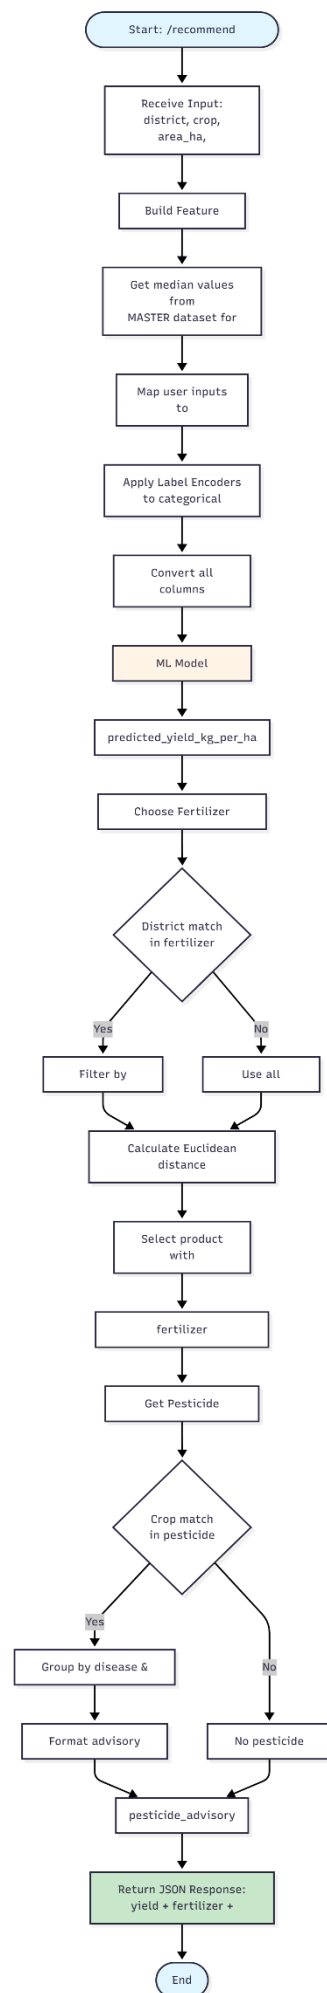 Start: /recommend
Receive Input:
district, crop,
area_ha,
Build Feature
Get median values
from
MASTER dataset for
Map user inputs
to
Apply Label Encoders
to categorical
Convert all
columns
ML Model
predicted_yield_kg_per_ha
Choose Fertilizer
District match
in fertilizer
Yes
No
Filter by
Use all
Calculate Euclidean
distance
Select product
with
fertilizer
Get Pesticide
Crop match
in pesticide
Yes
Group by disease &
No
Format advisory
No pesticide
pesticide_advisory
Return JSON Response:
yield + fertilizer +
End